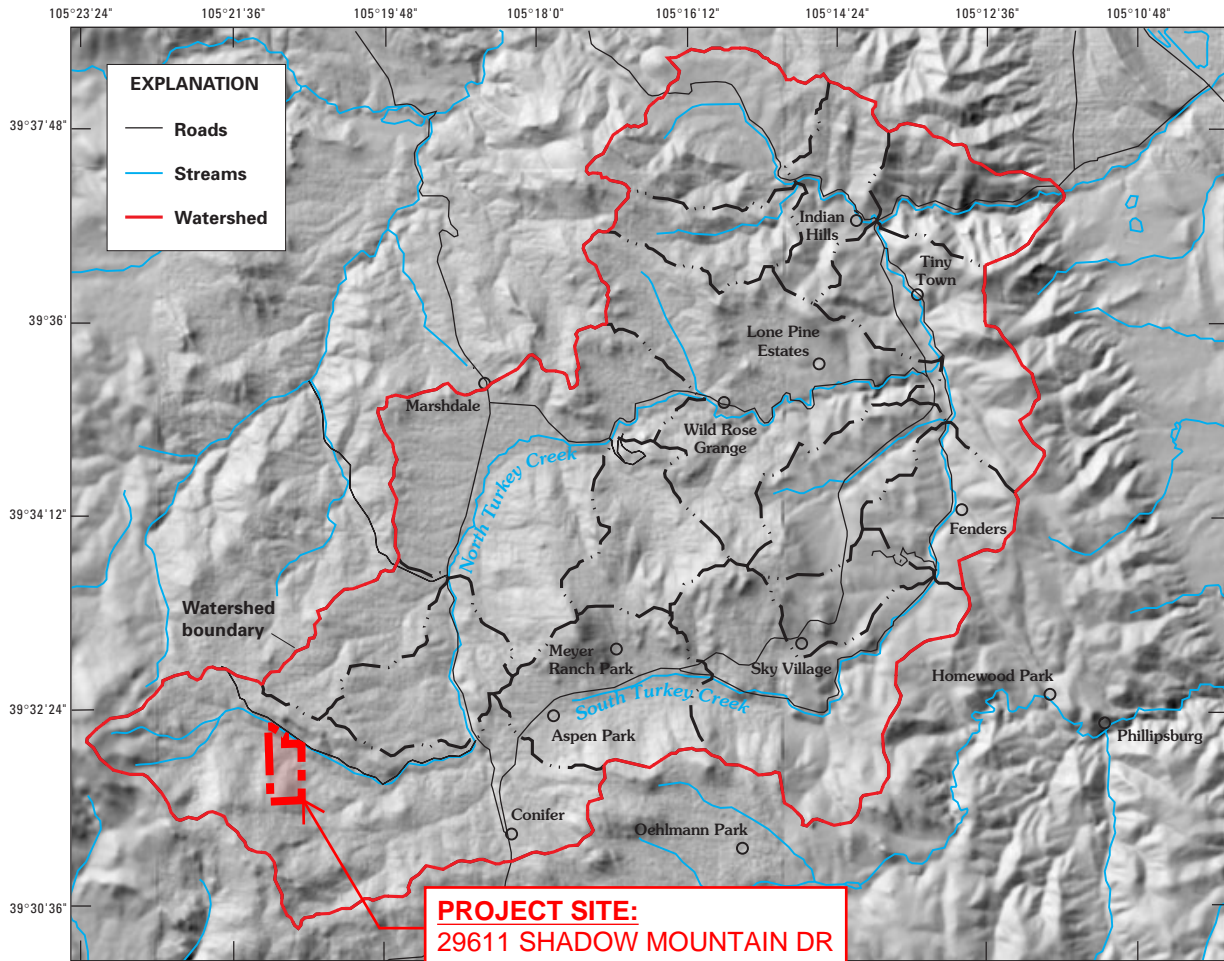 105°23'24"
105°21'36"
105°19'48"
105°18'0"
105°16'12"
105°14'24"
105°12'36"
105°10'48"
39°37'48"
39°36'
39°34'12"
39°32'24"
39°30'36"
EXPLANATION
Roads
Streams
Watershed
Indian
Hills
Tiny
Town
Lone Pine
Estates
Marshdale
Wild Rose
Grange
North Turkey Creek
Fenders
Watershed
boundary
Meyer
Ranch Park
Sky Village
Homewood Park
South Turkey Creek
Aspen Park
Phillipsburg
Conifer
Oehlmann Park
PROJECT SITE:
29611 SHADOW MOUNTAIN DR